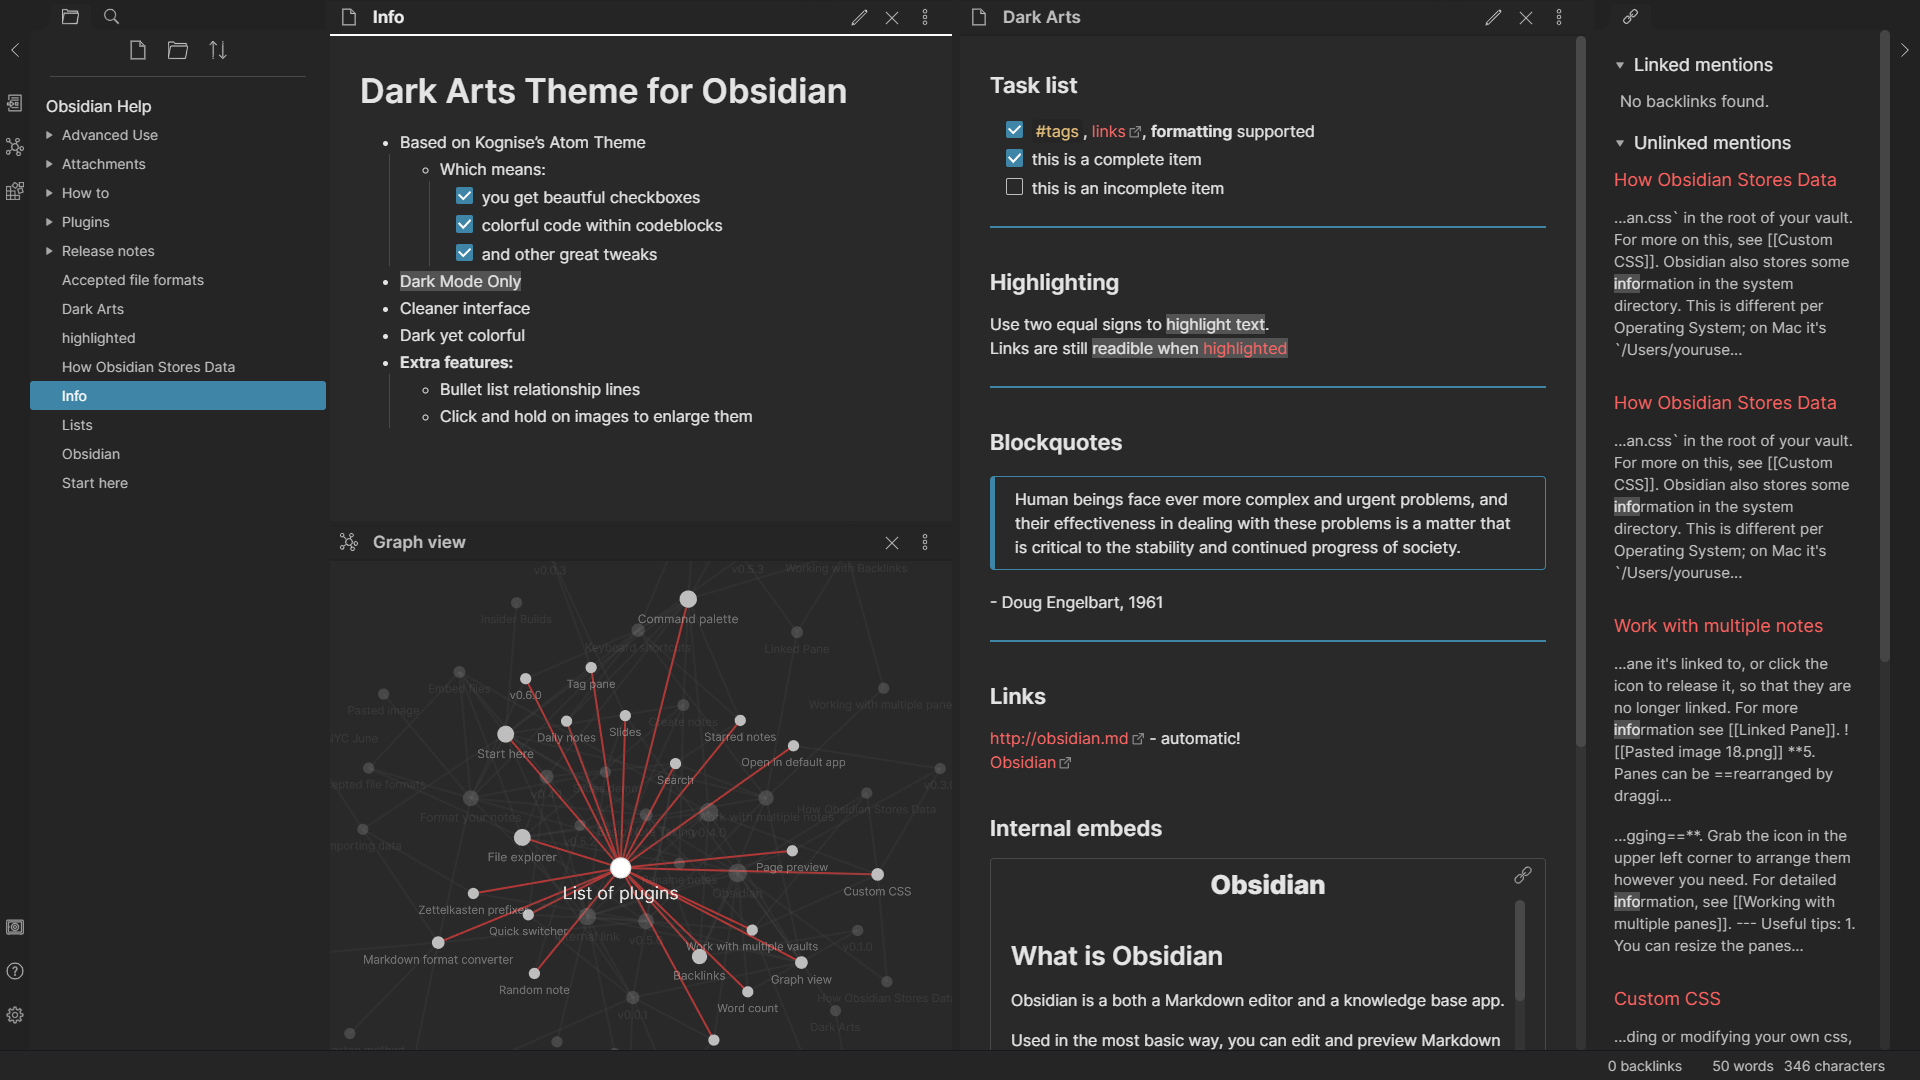 Obsidian Help
Advanced Use
Attachments
How to
Plugins
Release notes
Accepted file formats
Dark Arts
highlighted
How Obsidian Stores Data
Info
Lists
Obsidian
Start here
Info
Dark Arts Theme for Obsidian
Based on Kognise's Atom Theme
Which means:
you get beautful checkboxes
colorful code within codeblocks
and other great tweaks
Dark Mode Only
Cleaner interface
Dark yet colorful
Extra features:
Bullet list relationship lines
Click and hold on images to enlarge them
Graph view
v0.0.3
v0.5.3
Working with Backlinks
Insider Builds
Command palette
Keyboard shortcuts
Linked Pane
Embed files
v0.6.0
Tag pane
Pasted image
Working with multiple pane
NYC June
Start here
Daily notes
Slides
Create notes
Starred notes
Open in default app
Search
v0.3.
How Obsidian Stores Data
Format your notes
Work with multiple notes
v0.4.0
File explorer
Page preview
Custom CSS
List of plugins
Obsidian
Zettelkasten prefixer
Quick switcher
Work with multiple vaults
v0.1.0
Markdown format converter
Backlinks
Graph view
Random note
Word count
How Obsidian Stores Dat
v0.0.1
Dark Arts
Dark Arts
Task list
#tags , links , formatting supported
this is a complete item
this is an incomplete item
Highlighting
Use two equal signs to highlight text.
Links are still readible when highlighted
Blockquotes
Human beings face ever more complex and urgent problems, and
their effectiveness in dealing with these problems is a matter that
is critical to the stability and continued progress of society.
- Doug Engelbart, 1961
Links
http://obsidian.md - automatic!
Obsidian
Internal embeds
Obsidian
What is Obsidian
Obsidian is a both a Markdown editor and a knowledge base app.
Used in the most basic way, you can edit and preview Markdown
Linked mentions
No backlinks found.
Unlinked mentions
How Obsidian Stores Data
...an.css` in the root of your vault.
For more on this, see [[Custom
CSS]]. Obsidian also stores some
information in the system
directory. This is different per
Operating System; on Mac it's
`/Users/youruse...
How Obsidian Stores Data
...an.css` in the root of your vault.
For more on this, see [[Custom
CSS]]. Obsidian also stores some
information in the system
directory. This is different per
Operating System; on Mac it's
`/Users/youruse...
Work with multiple notes
...ane it's linked to, or click the
icon to release it, so that they are
no longer linked. For more
information see [[Linked Pane]]. !
[[Pasted image 18.png]] **5.
Panes can be ==rearranged by
draggi...
...gging==**. Grab the icon in the
upper left corner to arrange them
however you need. For detailed
information, see [[Working with
multiple panes]]. --- Useful tips: 1.
You can resize the panes...
Custom CSS
...ding or modifying your own css,
0 backlinks
50 words 346 characters